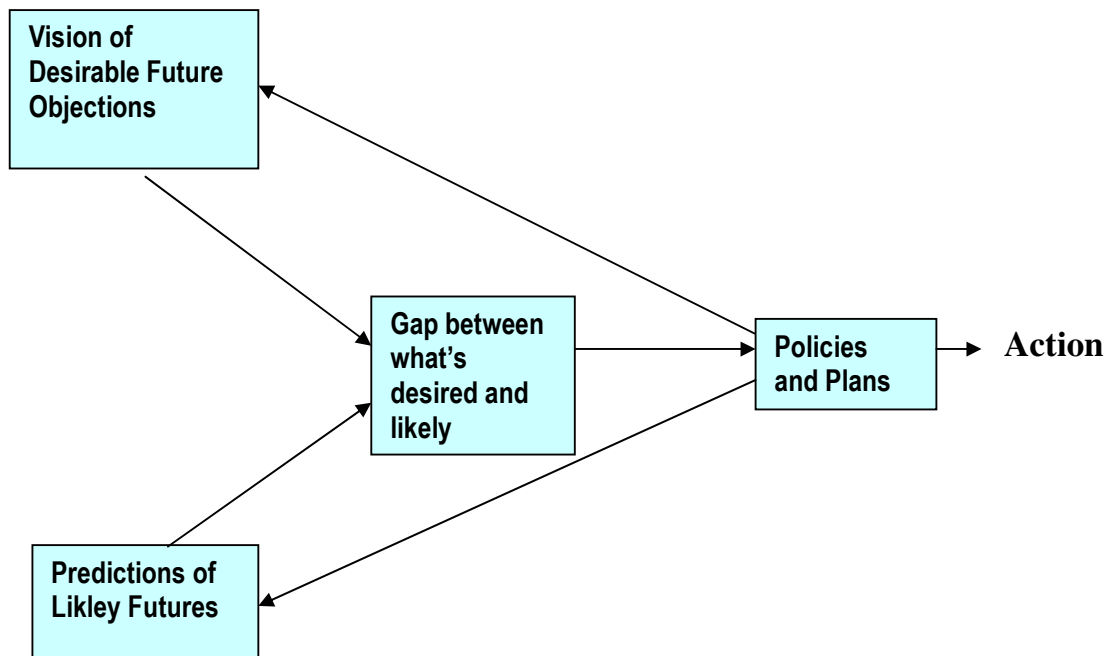 Vision of
Desirable Future
Objections
Gap between
what's
desired and
likely
Policies
and Plans
Action
Predictions of
Likley Futures